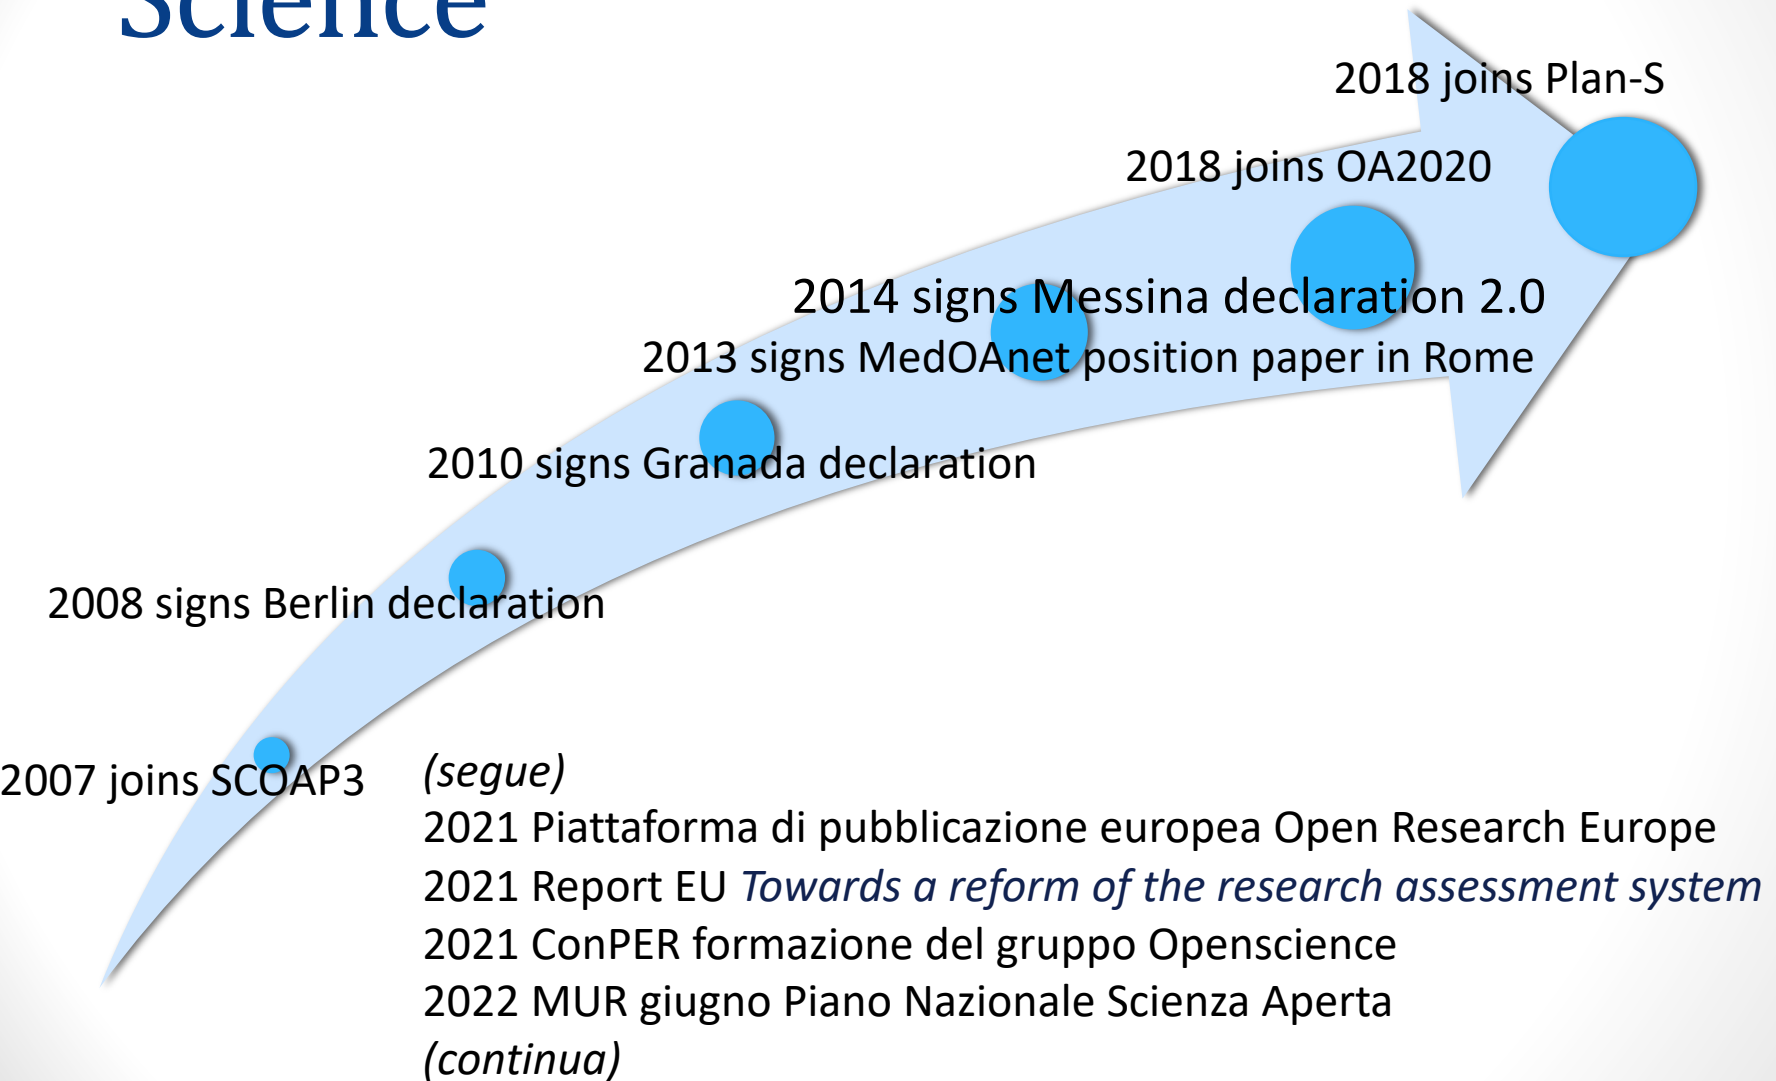 Science
2018 joins Plan-S
2018 joins OA2020
2014 signs Messina declaration 2.0
2013 signs MedOAnet position paper in Rome
2010 signs Granada declaration
2008 signs Berlin declaration
2007 joins SCOAP3
(segue)
2021 Piattaforma di pubblicazione europea Open Research Europe
2021 Report EU Towards a reform of the research assessment system
2021 ConPER formazione del gruppo Openscience
2022 MUR giugno Piano Nazionale Scienza Aperta
(continua)